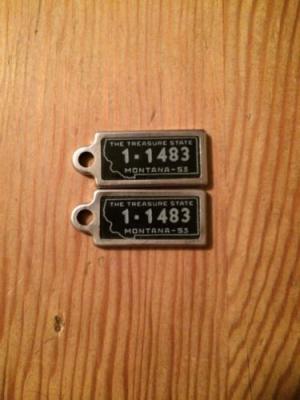 THE TREASURE STATE
1-1483
MONTANA-53
THE TREASURE STATE
1-1483
MONTANA-53